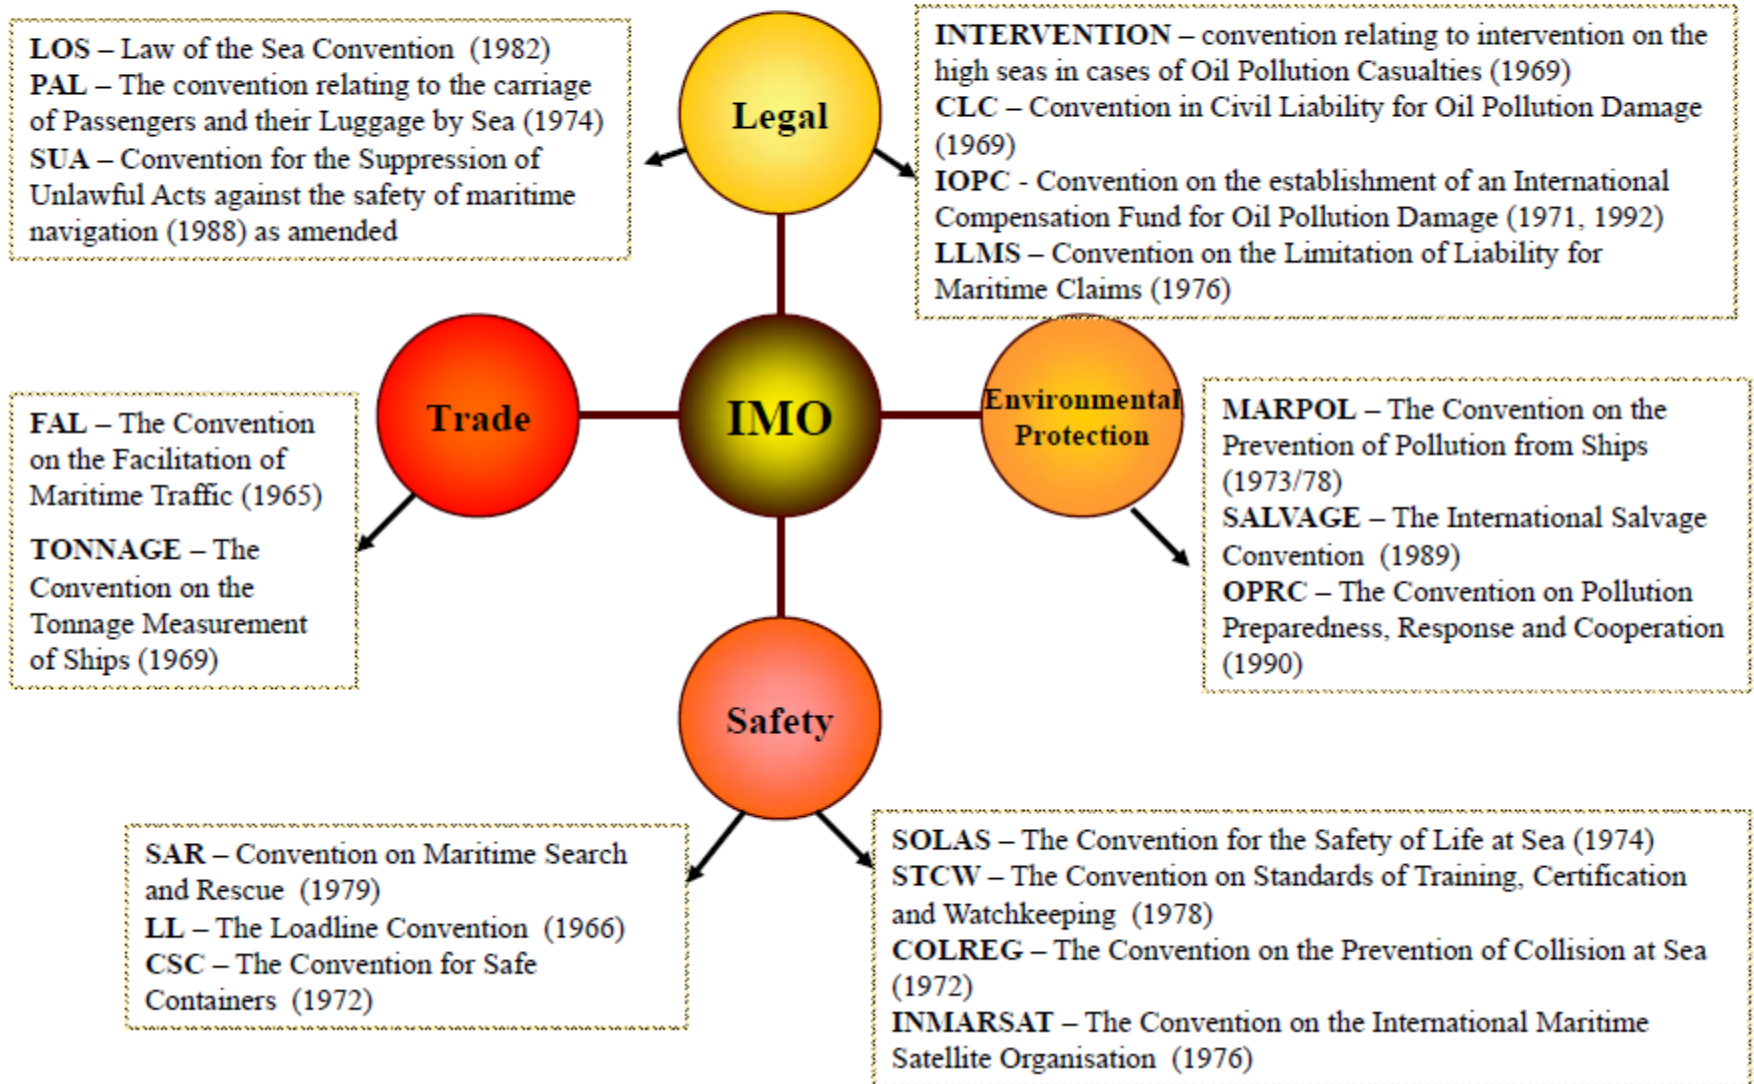 LOS – Law of the Sea Convention (1982)
PAL – The convention relating to the carriage
of Passengers and their Luggage by Sea (1974)
SUA – Convention for the Suppression of
Unlawful Acts against the safety of maritime
navigation (1988) as amended
Legal
INTERVENTION – convention relating to intervention on the
high seas in cases of Oil Pollution Casualties (1969)
CLC – Convention in Civil Liability for Oil Pollution Damage
(1969)
IOPC - Convention on the establishment of an International
Compensation Fund for Oil Pollution Damage (1971, 1992)
LLMS – Convention on the Limitation of Liability for
Maritime Claims (1976)
FAL – The Convention
on the Facilitation of
Maritime Traffic (1965)
TONNAGE – The
Convention on the
Tonnage Measurement
of Ships (1969)
Trade
IMO
Environmental
Protection
MARPOL – The Convention on the
Prevention of Pollution from Ships
(1973/78)
SALVAGE – The International Salvage
Convention (1989)
OPRC – The Convention on Pollution
Preparedness, Response and Cooperation
(1990)
Safety
SAR – Convention on Maritime Search
and Rescue (1979)
LL – The Loadline Convention (1966)
CSC – The Convention for Safe
Containers (1972)
SOLAS – The Convention for the Safety of Life at Sea (1974)
STCW – The Convention on Standards of Training, Certification
and Watchkeeping (1978)
COLREG – The Convention on the Prevention of Collision at Sea
(1972)
INMARSAT – The Convention on the International Maritime
Satellite Organisation (1976)